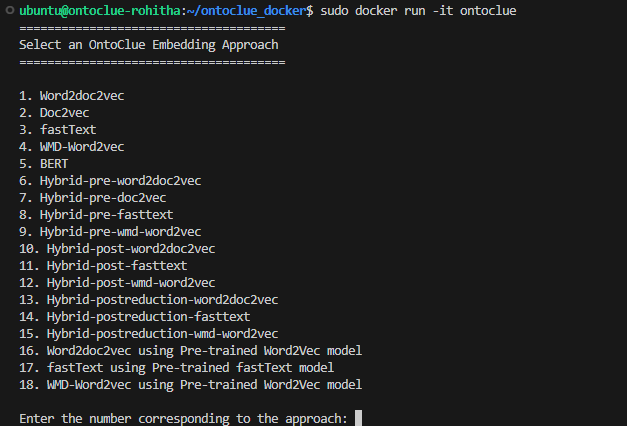 ubuntu@ontoclue-rohitha:~/ontoclue_docker$ sudo docker run -it ontoclue
======================================
Select an OntoClue Embedding Approach
======================================
1. Word2doc2vec
2. Doc2vec
3. fastText
4. WMD-Word2vec
5. BERT
6. Hybrid-pre-word2doc2vec
7. Hybrid-pre-doc2vec
8. Hybrid-pre-fasttext
9. Hybrid-pre-wmd-word2vec
10. Hybrid-post-word2doc2vec
11. Hybrid-post-fasttext
12. Hybrid-post-wmd-word2vec
13. Hybrid-postreduction-word2doc2vec
14. Hybrid-postreduction-fasttext
15. Hybrid-postreduction-wmd-word2vec
16. Word2doc2vec using Pre-trained Word2Vec model
17. fastText using Pre-trained fastText model
18. WMD-Word2vec using Pre-trained Word2Vec model
Enter the number corresponding to the approach: